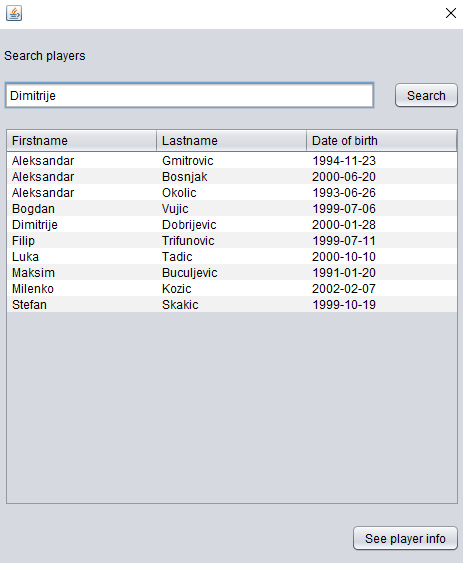 Search players
Dimitrije Search
Firstname Lastname Date of birth
Aleksandar Gmitrovic 1994-11-23
Aleksandar Bosnjak 2000-06-20
Aleksandar Okolic 1993-06-26
Bogdan Vujic 1999-07-06
Dimitrije Dobrijevic 2000-01-28
Filip Trifunovic 1999-07-11
Luka Tadic 2000-10-10
Maksim Buculjevic 1991-01-20
Milenko Kozic 2002-02-07
Stefan Skakic 1999-10-19
See player info